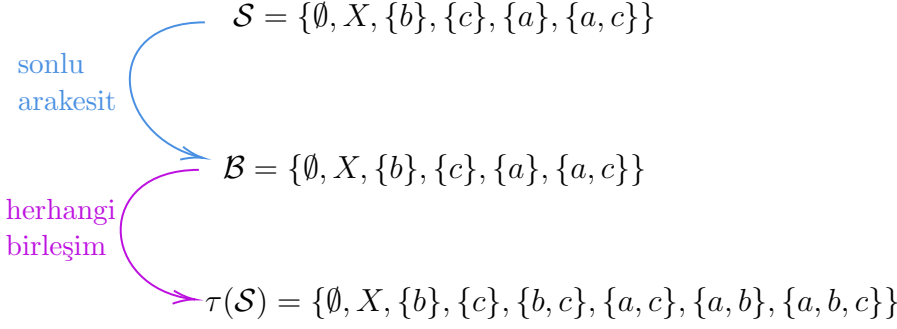 𝒮 = {∅, X, {b}, {c}, {a}, {a, c}}
sonlu
arakesit
ℬ = {∅, X, {b}, {c}, {a}, {a, c}}
herhangi
birleşim
τ(𝒮) = {∅, X, {b}, {c}, {b, c}, {a, c}, {a, b}, {a, b, c}}